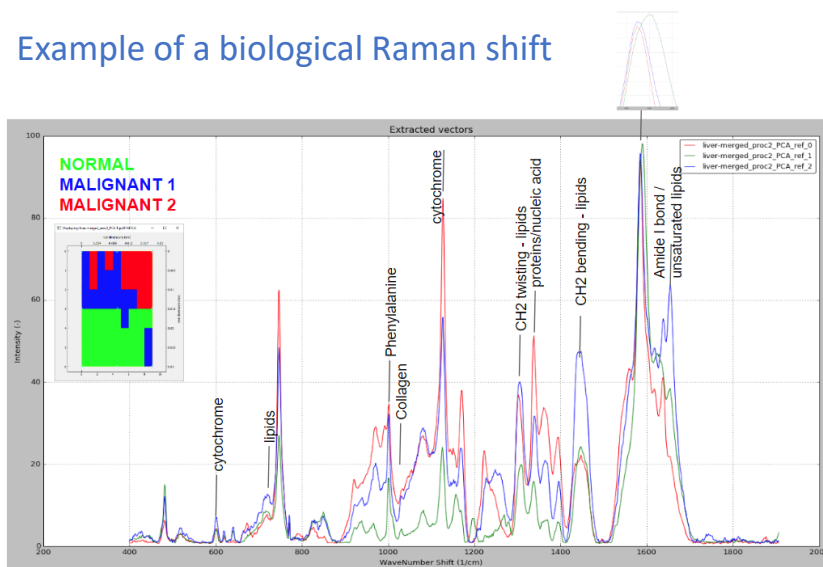 Example of a biological Raman shift
Extracted vectors
NORMAL
MALIGNANT 1
MALIGNANT 2
liver-merged_proc2_PCA_ref_0
liver-merged_proc2_PCA_ref_1
liver-merged_proc2_PCA_ref_2
cytochrome
lipids
Phenylalanine
Collagen
cytochrome
CH2 twisting - lipids
proteins/nucleic acid
CH2 bending - lipids
Amide I bond /
unsaturated lipids
Intensity (-)
100
80
60
40
20
0
200
400
600
800
1000
1200
1400
1600
1800
WaveNumber Shift (1/cm)